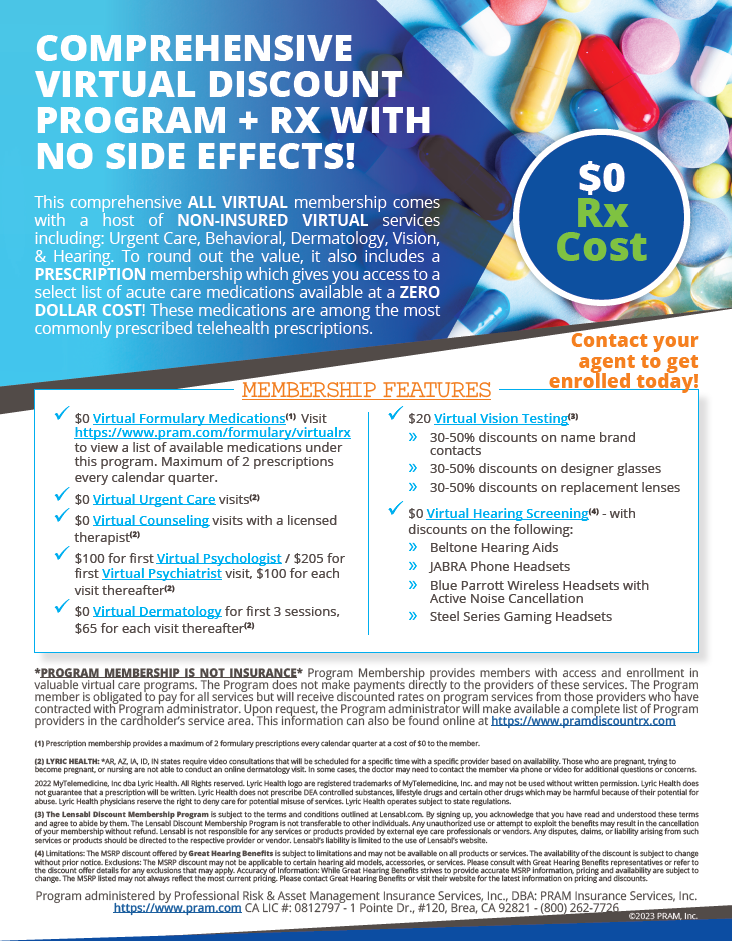 COMPREHENSIVE
VIRTUAL DISCOUNT
PROGRAM + RX WITH
NO SIDE EFFECTS!
This comprehensive ALL VIRTUAL membership comes
with a host of NON-INSURED VIRTUAL services
including: Urgent Care, Behavioral, Dermatology, Vision,
& Hearing. To round out the value, it also includes a
PRESCRIPTION membership which gives you access to a
select list of acute care medications available at a ZERO
DOLLAR COST! These medications are among the most
commonly prescribed telehealth prescriptions.
$0
Rx
Cost
Contact your
agent to get
enrolled today!
MEMBERSHIP FEATURES
✓ $0 Virtual Formulary Medications(1) Visit
https://www.pram.com/formulary/virtualrx
to view a list of available medications under
this program. Maximum of 2 prescriptions
every calendar quarter.
✓ $0 Virtual Urgent Care visits(2)
✓ $0 Virtual Counseling visits with a licensed
therapist(2)
✓ $100 for first Virtual Psychologist / $205 for
first Virtual Psychiatrist visit, $100 for each
visit thereafter(2)
✓ $0 Virtual Dermatology for first 3 sessions,
$65 for each visit thereafter(2)
✓ $20 Virtual Vision Testing(3)
» 30-50% discounts on name brand
contacts
» 30-50% discounts on designer glasses
» 30-50% discounts on replacement lenses
✓ $0 Virtual Hearing Screening(4) - with
discounts on the following:
» Beltone Hearing Aids
» JABRA Phone Headsets
» Blue Parrott Wireless Headsets with
Active Noise Cancellation
» Steel Series Gaming Headsets
*PROGRAM MEMBERSHIP IS NOT INSURANCE* Program Membership provides members with access and enrollment in
valuable virtual care programs. The Program does not make payments directly to the providers of these services. The Program
member is obligated to pay for all services but will receive discounted rates on program services from those providers who have
contracted with Program administrator. Upon request, the Program administrator will make available a complete list of Program
providers in the cardholder's service area. This information can also be found online at https://www.pramdiscountrx.com
(1) Prescription membership provides a maximum of 2 formulary prescriptions every calendar quarter at a cost of $0 to the member.
(2) LYRIC HEALTH: *AR, AZ, IA, ID, IN states require video consultations that will be scheduled for a specific time with a specific provider based on availability. Those who are pregnant, trying to
become pregnant, or nursing are not able to conduct an online dermatology visit. In some cases, the doctor may need to contact the member via phone or video for additional questions or concerns.
2022 MyTelemedicine, Inc dba Lyric Health. All Rights reserved. Lyric Health logo are registered trademarks of MyTelemedicine, Inc. and may not be used without written permission. Lyric Health does
not guarantee that a prescription will be written. Lyric Health does not prescribe DEA controlled substances, lifestyle drugs and certain other drugs which may be harmful because of their potential for
abuse. Lyric Health physicians reserve the right to deny care for potential misuse of services. Lyric Health operates subject to state regulations.
(3) The Lensabl Discount Membership Program is subject to the terms and conditions outlined at Lensabl.com. By signing up, you acknowledge that you have read and understood these terms
and agree to abide by them. The Lensabl Discount Membership Program is not transferable to other individuals. Any unauthorized use or attempt to exploit the benefits may result in the cancellation
of your membership without refund. Lensabl is not responsible for any services or products provided by external eye care professionals or vendors. Any disputes, claims, or liability arising from such
services or products should be directed to the respective provider or vendor. Lensabl's liability is limited to the use of Lensabl's website.
(4) Limitations: The MSRP discount offered by Great Hearing Benefits is subject to limitations and may not be available on all products or services. The availability of the discount is subject to change
without prior notice. Exclusions: The MSRP discount may not be applicable to certain hearing aid models, accessories, or services. Please consult with Great Hearing Benefits representatives or refer to
the discount offer details for any exclusions that may apply. Accuracy of Information: While Great Hearing Benefits strives to provide accurate MSRP information, pricing and availability are subject to
change. The MSRP listed may not always reflect the most current pricing. Please contact Great Hearing Benefits or visit their website for the latest information on pricing and discounts.
Program administered by Professional Risk & Asset Management Insurance Services, Inc., DBA: PRAM Insurance Services, Inc.
https://www.pram.com CA LIC #: 0812797 - 1 Pointe Dr., #120, Brea, CA 92821 - (800) 262-7726
©2023 PRAM, Inc.